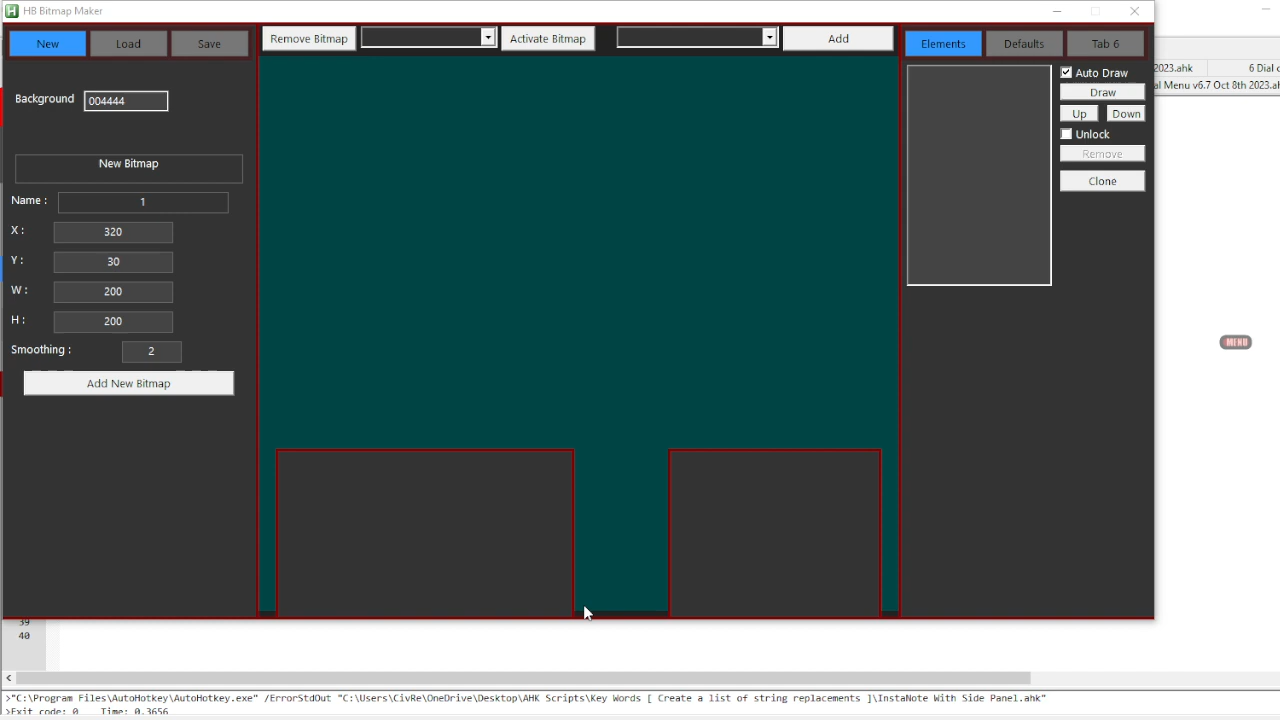 HB Bitmap Maker
New Load Save
Remove Bitmap Activate Bitmap Add
Elements Defaults Tab 6
2023.ahk 6 Dial
al Menu v6.7 Oct 8th 2023.ah
Auto Draw
Draw
Up Down
Unlock
Remove
Clone
Background 004444
New Bitmap
Name : 1
X : 320
Y : 30
W : 200
H : 200
Smoothing : 2
Add New Bitmap
MENU
39
40
>"C:\Program Files\AutoHotkey\AutoHotkey.exe" /ErrorStdOut "C:\Users\CivRe\OneDrive\Desktop\AHK Scripts\Key Words [ Create a list of string replacements ]\InstaNote With Side Panel.ahk"
>Exit code: 0 Time: 0.3656